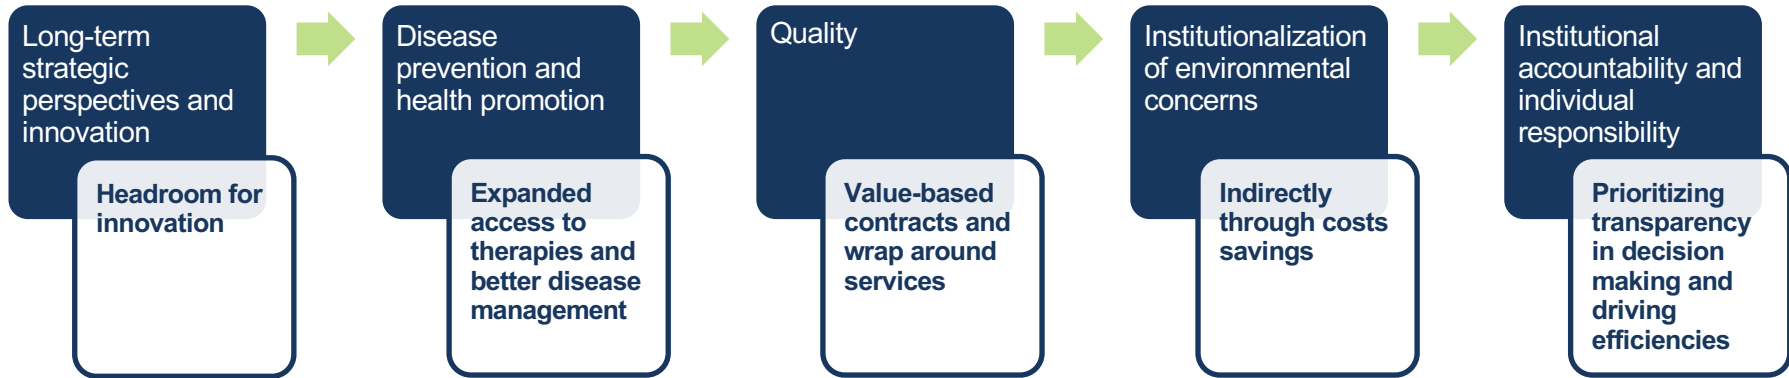 Long-term
strategic
perspectives and
innovation
Headroom for
innovation
Disease
prevention and
health promotion
Expanded
access to
therapies and
better disease
management
Quality
Value-based
contracts and
wrap around
services
Institutionalization
of environmental
concerns
Indirectly
through costs
savings
Institutional
accountability and
individual
responsibility
Prioritizing
transparency
in decision
making and
driving
efficiencies